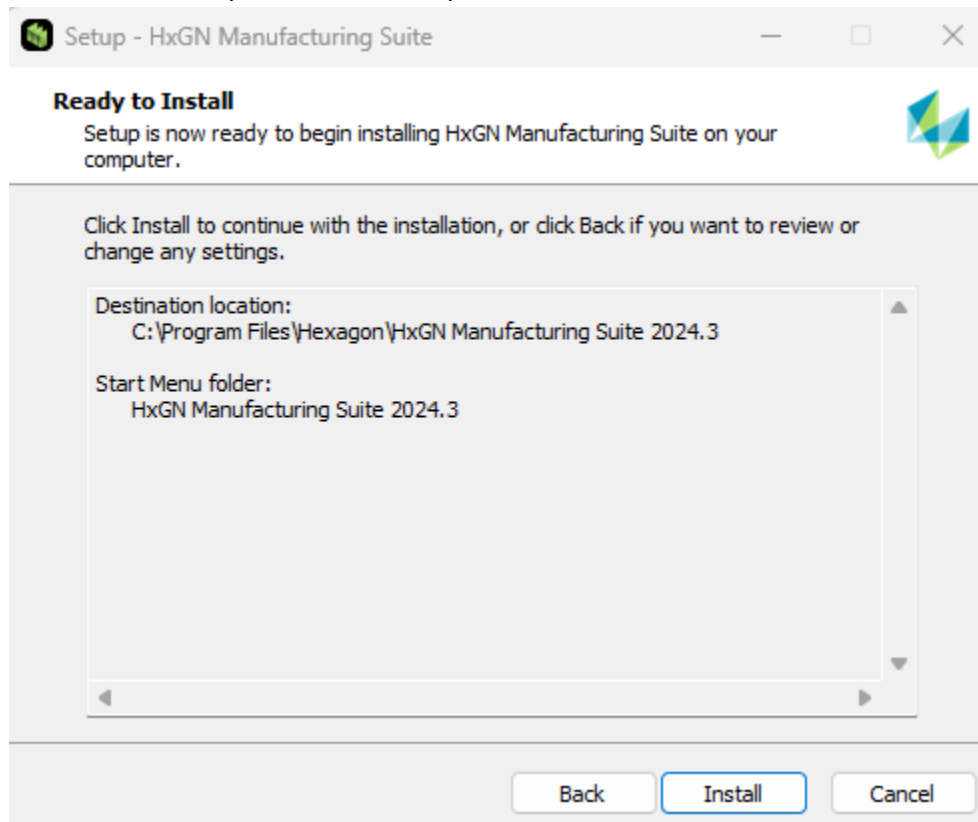 Setup - HxGN Manufacturing Suite
Ready to Install
Setup is now ready to begin installing HxGN Manufacturing Suite on your
computer.
Click Install to continue with the installation, or click Back if you want to review or
change any settings.
Destination location:
C:\Program Files\Hexagon\HxGN Manufacturing Suite 2024.3
Start Menu folder:
HxGN Manufacturing Suite 2024.3
Back Install Cancel